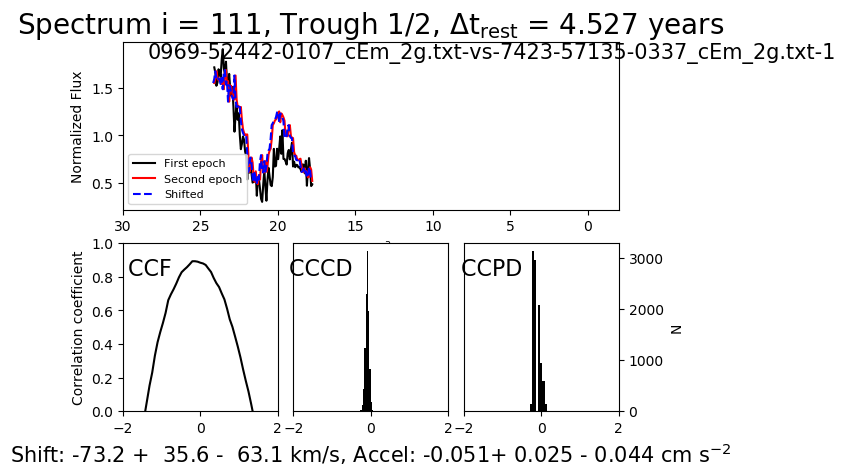 Spectrum i = 111, Trough 1/2, Δt_rest = 4.527 years
0969-52442-0107_cEm_2g.txt-vs-7423-57135-0337_cEm_2g.txt-1
Normalized Flux
1.5
1.0
0.5
First epoch
Second epoch
Shifted
30 25 20 15 10 5 0
Correlation coefficient
1.0
0.8
0.6
0.4
0.2
0.0
CCF
CCCD
CCPD
3000
2000
1000
0
N
−2 0 2
−2 0 2
−2 0 2
Shift: -73.2 + 35.6 - 63.1 km/s, Accel: -0.051+ 0.025 - 0.044 cm s⁻²